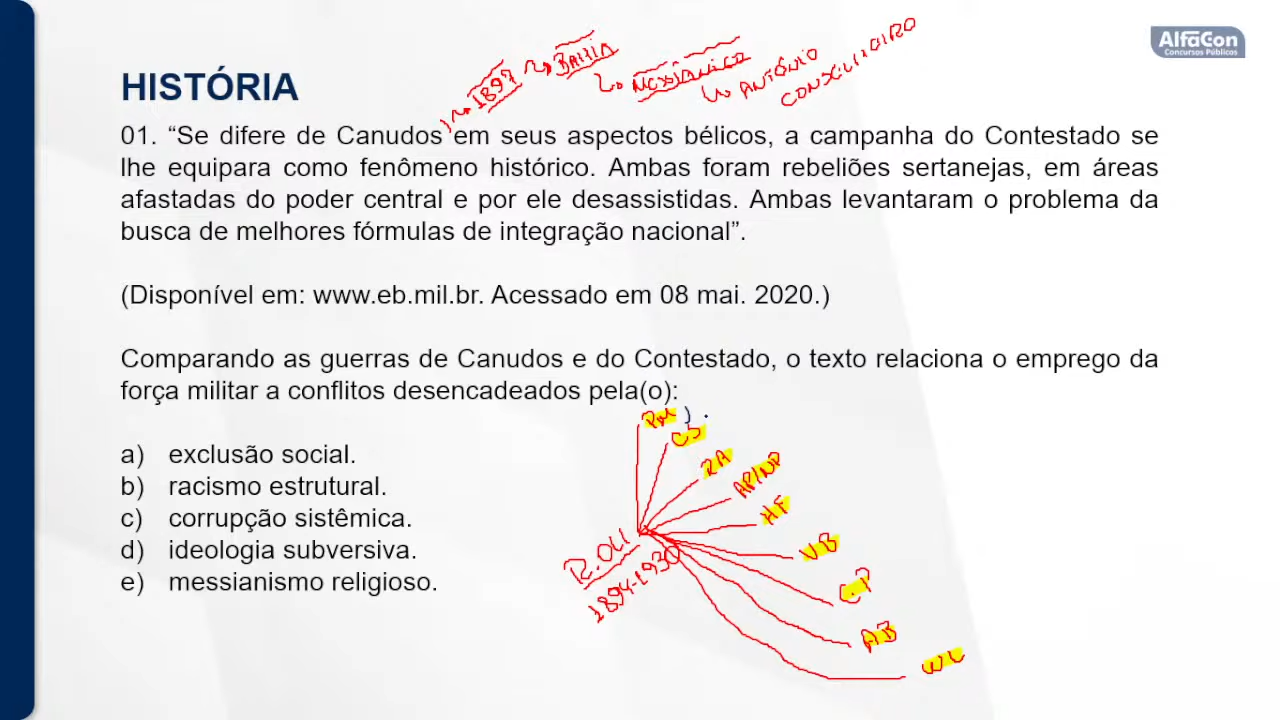 AlfaCon
Concursos Públicos
1897 BAHIA
MESSIÂNICO
ANTÔNIO
CONSELHEIRO
HISTÓRIA
01. “Se difere de Canudos em seus aspectos bélicos, a campanha do Contestado se
lhe equipara como fenômeno histórico. Ambas foram rebeliões sertanejas, em áreas
afastadas do poder central e por ele desassistidas. Ambas levantaram o problema da
busca de melhores fórmulas de integração nacional”.
(Disponível em: www.eb.mil.br. Acessado em 08 mai. 2020.)
Comparando as guerras de Canudos e do Contestado, o texto relaciona o emprego da
força militar a conflitos desencadeados pela(o):
a) exclusão social.
b) racismo estrutural.
c) corrupção sistêmica.
d) ideologia subversiva.
e) messianismo religioso.
PM
CS
RA
AP/NP
HF
VB
E.P
AB
WL
R.OLI
1894-1930